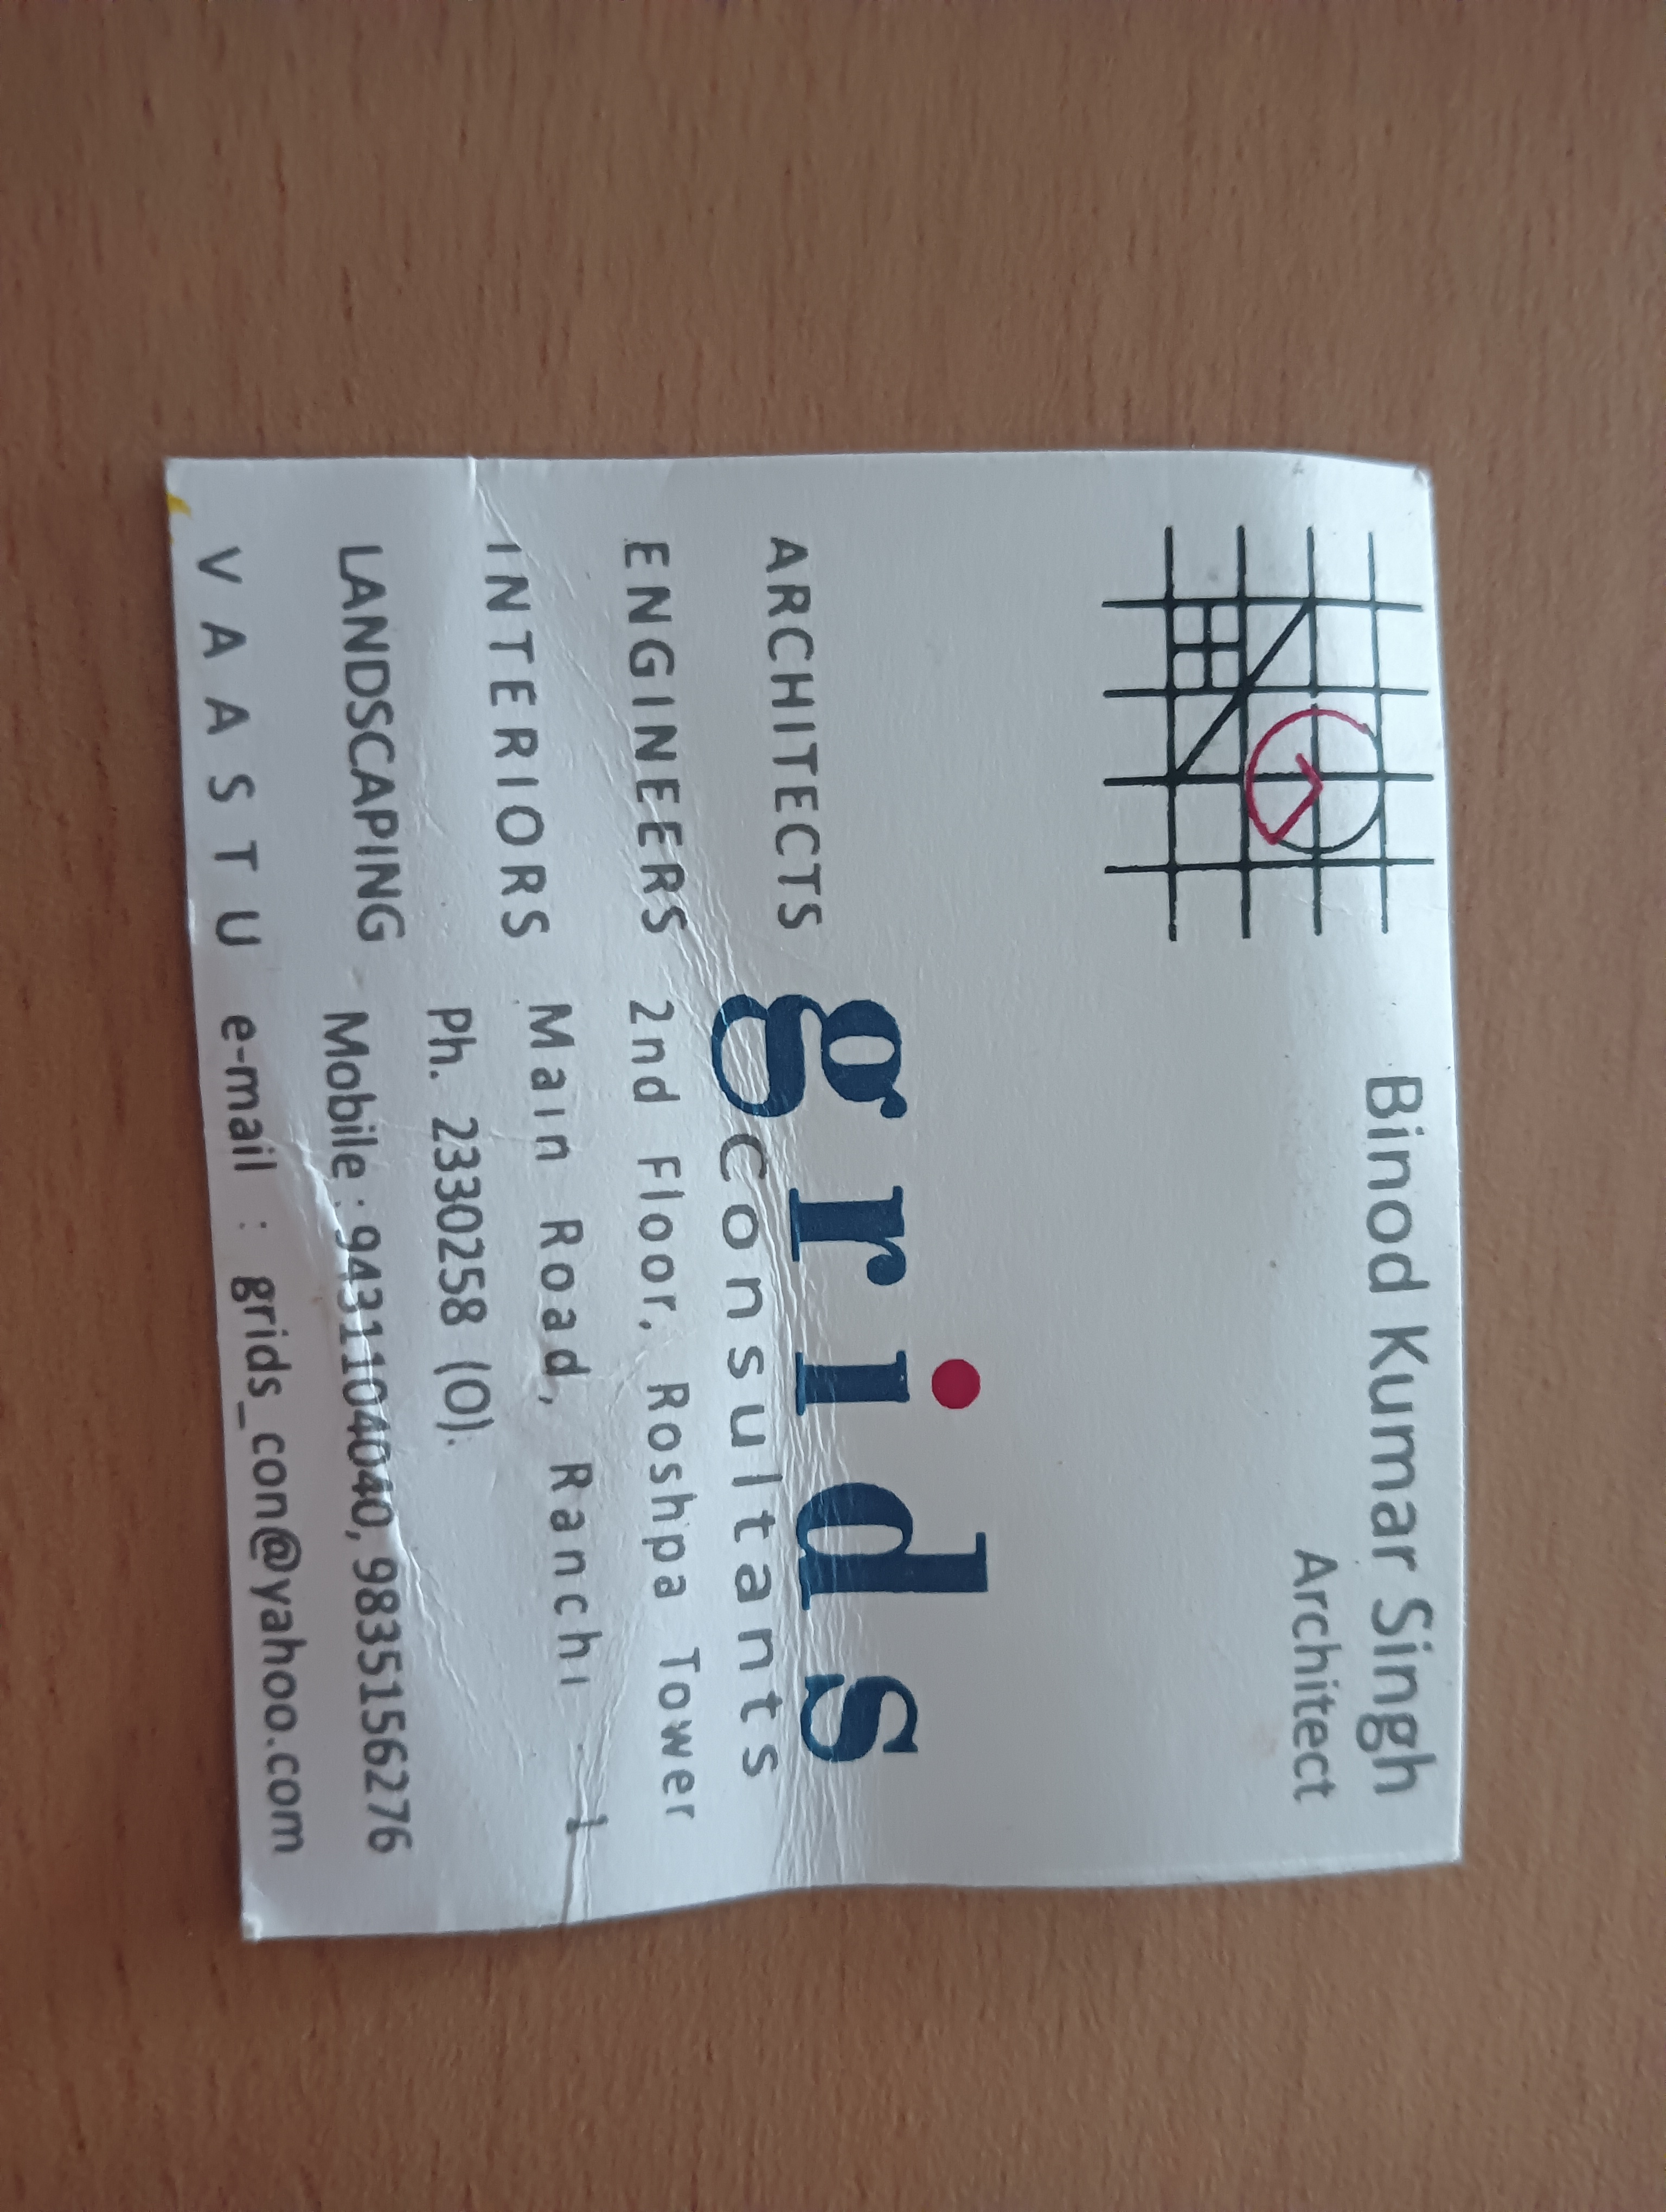 Binod Kumar Singh
Architect
grids
consultants
ARCHITECTS
ENGINEERS
INTERIORS
LANDSCAPING
VAASTU
2nd Floor, Roshpa Tower
Main Road, Ranchi - 1
Ph. 2330258 (O).
Mobile : 9431104040, 9835156276
e-mail : grids_con@yahoo.com